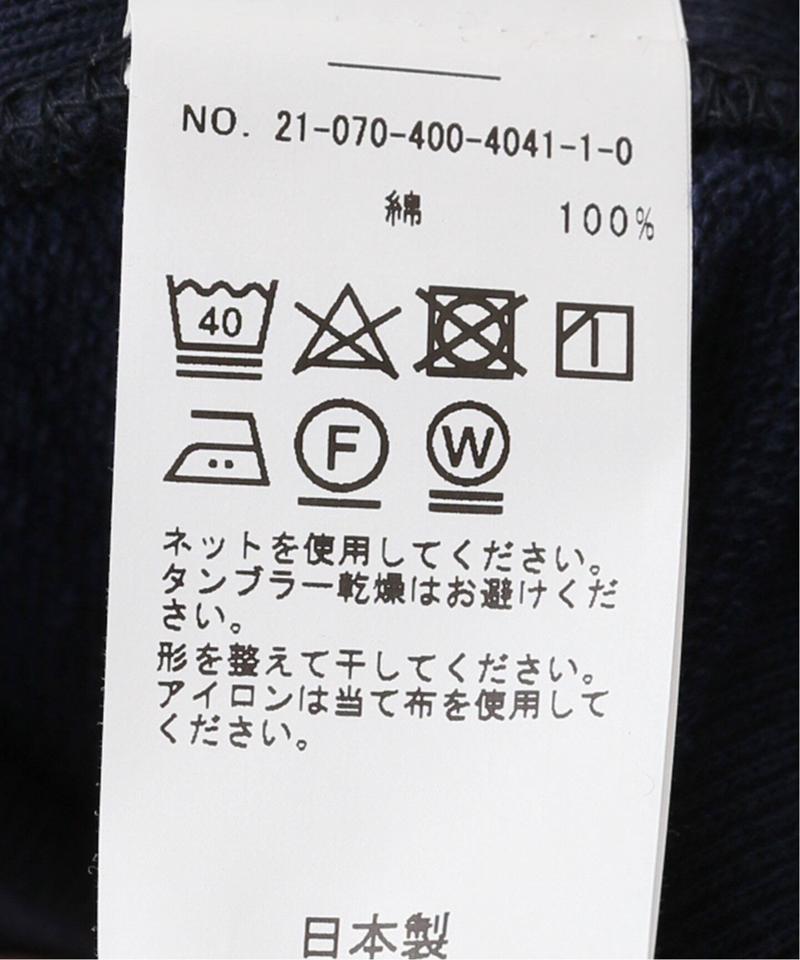 NO. 21-070-400-4041-1-0
綿 100%
40
F W
ネットを使用してください。
タンブラー乾燥はお避けくだ
さい。
形を整えて干してください。
アイロンは当て布を使用して
ください。
日本製